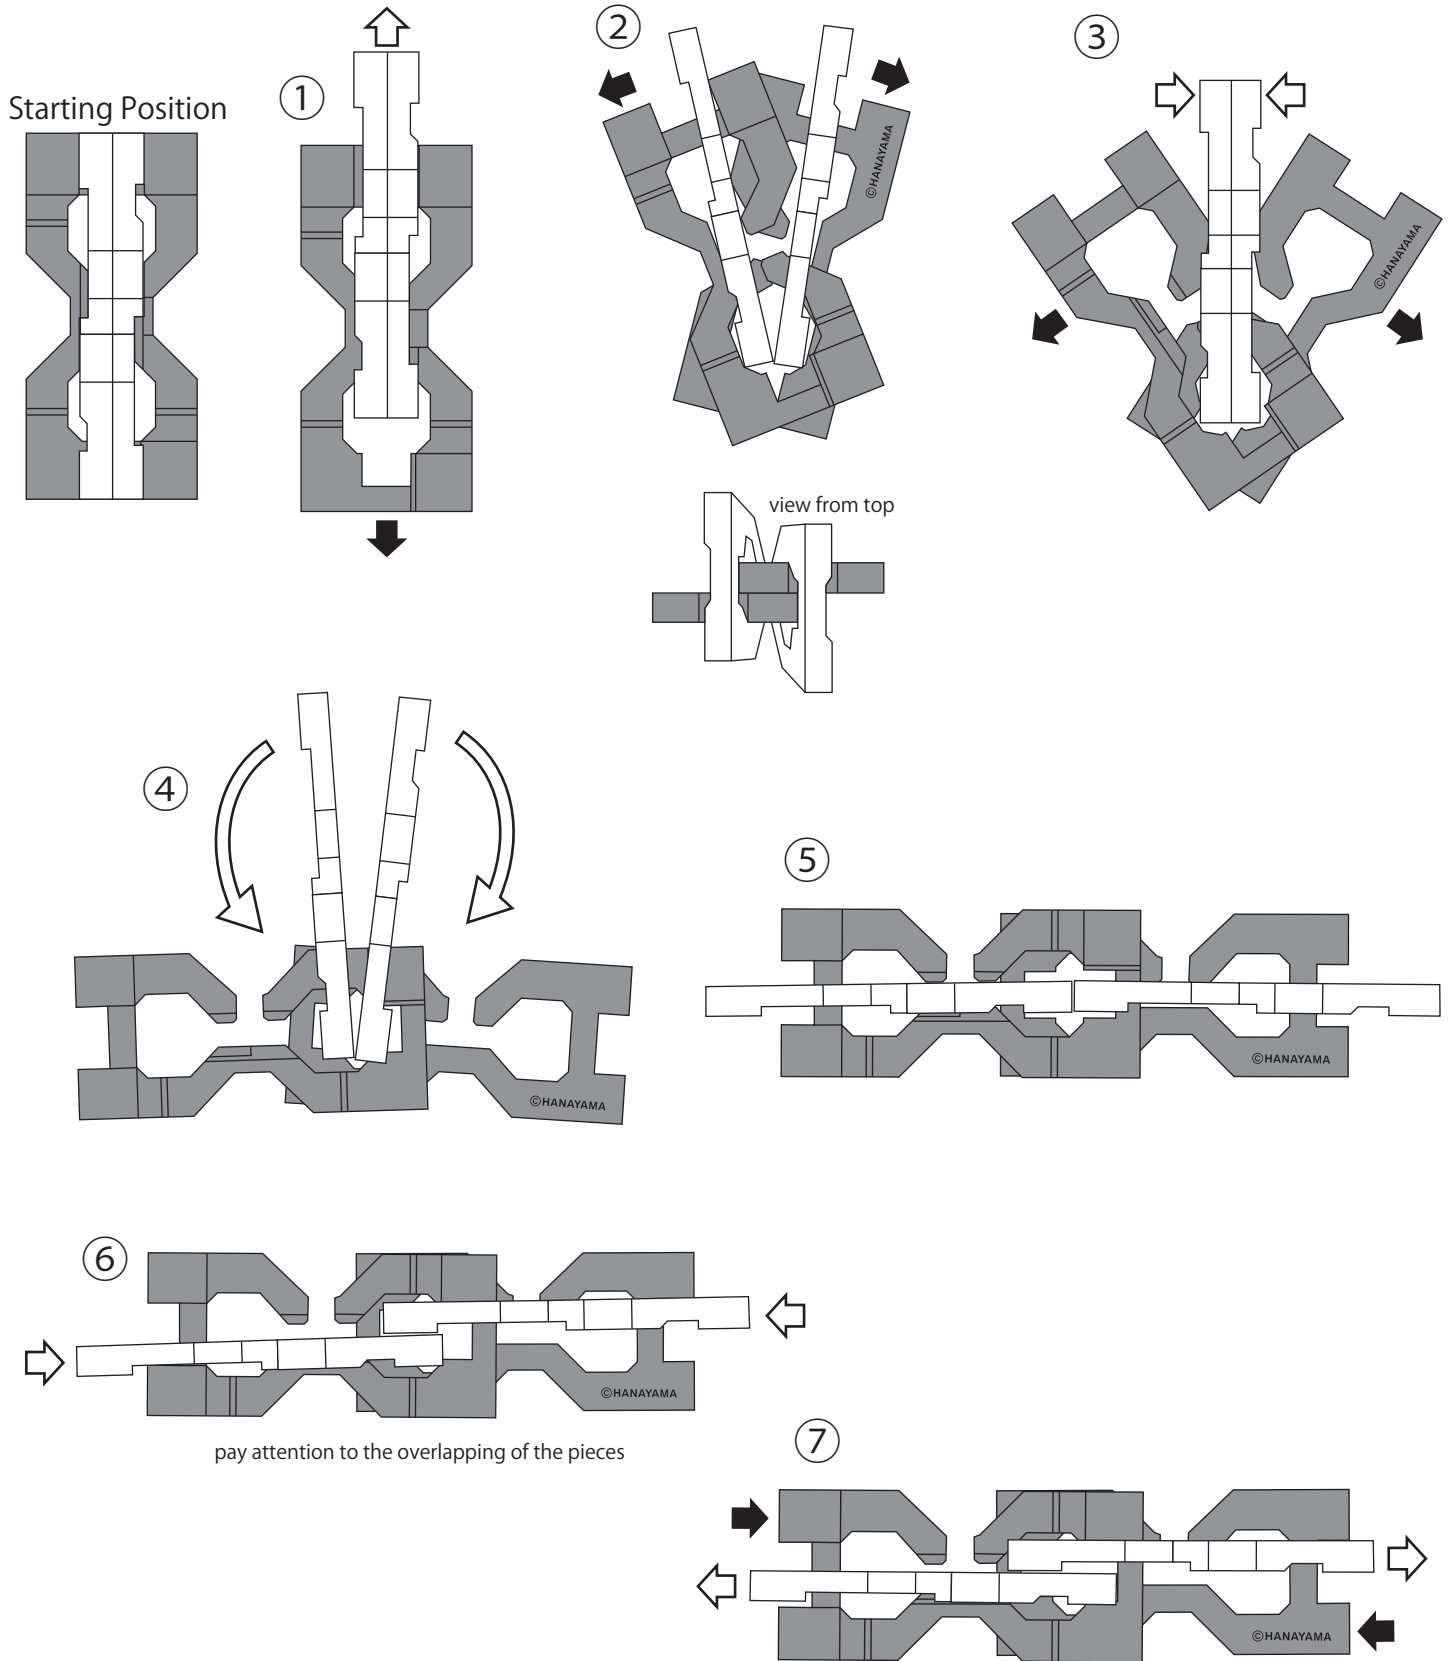 Starting Position
①
②
©HANAYAMA
③
©HANAYAMA
view from top
④
©HANAYAMA
⑤
©HANAYAMA
⑥
©HANAYAMA
pay attention to the overlapping of the pieces
⑦
©HANAYAMA